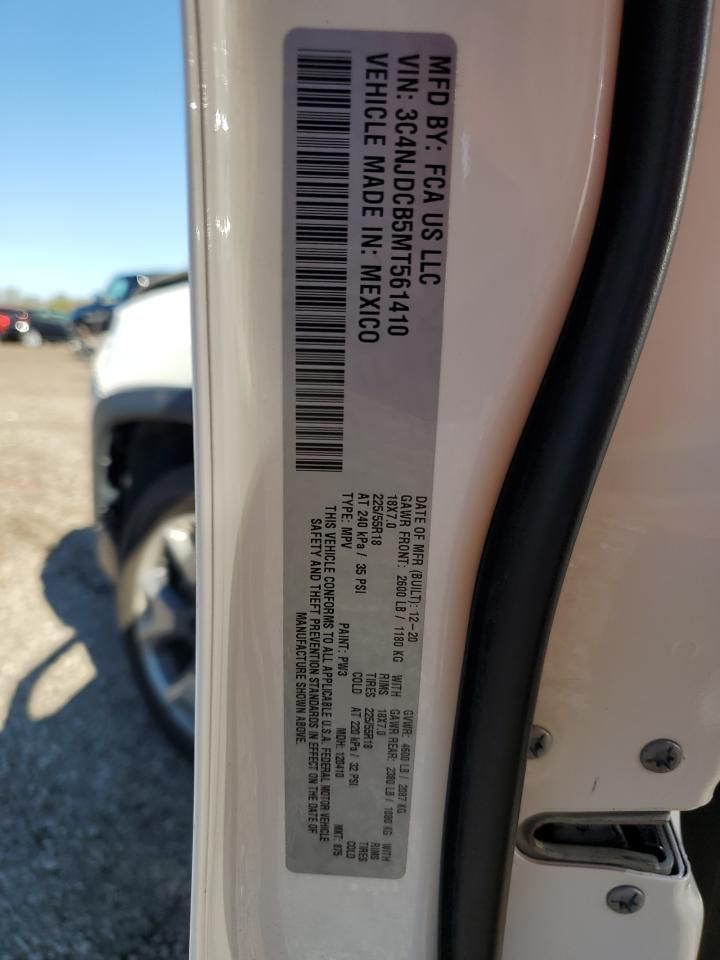 MFD BY: FCA US LLC
VIN: 3C4NJDCB5MT561410
VEHICLE MADE IN: MEXICO
DATE OF MFR (BUILT): 12-20 GVWR: 4600 LB / 2087 KG
GAWR FRONT: 2600 LB / 1180 KG WITH GAWR REAR: 2380 LB / 1080 KG WITH
18X7.0 RIMS 18X7.0 RIMS
225/55R18 TIRES 225/55R18 TIRES
AT 240 kPa / 35 PSI COLD AT 220 kPa / 32 PSI COLD
TYPE: MPV PAINT: PW3 MDH: 120410 MKT: 875
THIS VEHICLE CONFORMS TO ALL APPLICABLE U.S.A. FEDERAL MOTOR VEHICLE
SAFETY AND THEFT PREVENTION STANDARDS IN EFFECT ON THE DATE OF
MANUFACTURE SHOWN ABOVE.